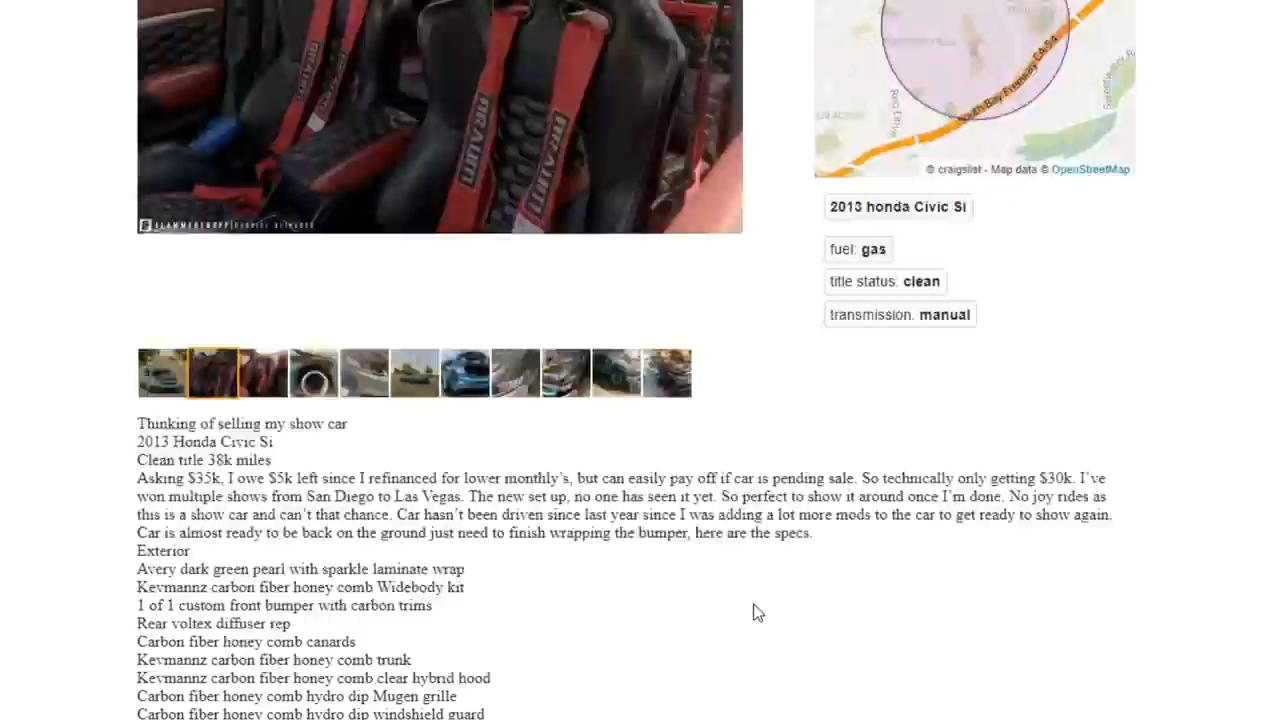 BRAUM
BRAUM
BRAUM
South Bay Freeway CA 54
© craigslist - Map data © OpenStreetMap
2013 honda Civic Si
fuel: gas
title status: clean
transmission: manual
Thinking of selling my show car
2013 Honda Civic Si
Clean title 38k miles
Asking $35k, I owe $5k left since I refinanced for lower monthly's, but can easily pay off if car is pending sale. So technically only getting $30k. I've
won multiple shows from San Diego to Las Vegas. The new set up, no one has seen it yet. So perfect to show it around once I'm done. No joy rides as
this is a show car and can't that chance. Car hasn't been driven since last year since I was adding a lot more mods to the car to get ready to show again.
Car is almost ready to be back on the ground just need to finish wrapping the bumper, here are the specs.
Exterior
Avery dark green pearl with sparkle laminate wrap
Kevmannz carbon fiber honey comb Widebody kit
1 of 1 custom front bumper with carbon trims
Rear voltex diffuser rep
Carbon fiber honey comb canards
Kevmannz carbon fiber honey comb trunk
Kevmannz carbon fiber honey comb clear hybrid hood
Carbon fiber honey comb hydro dip Mugen grille
Carbon fiber honey comb hydro dip windshield guard